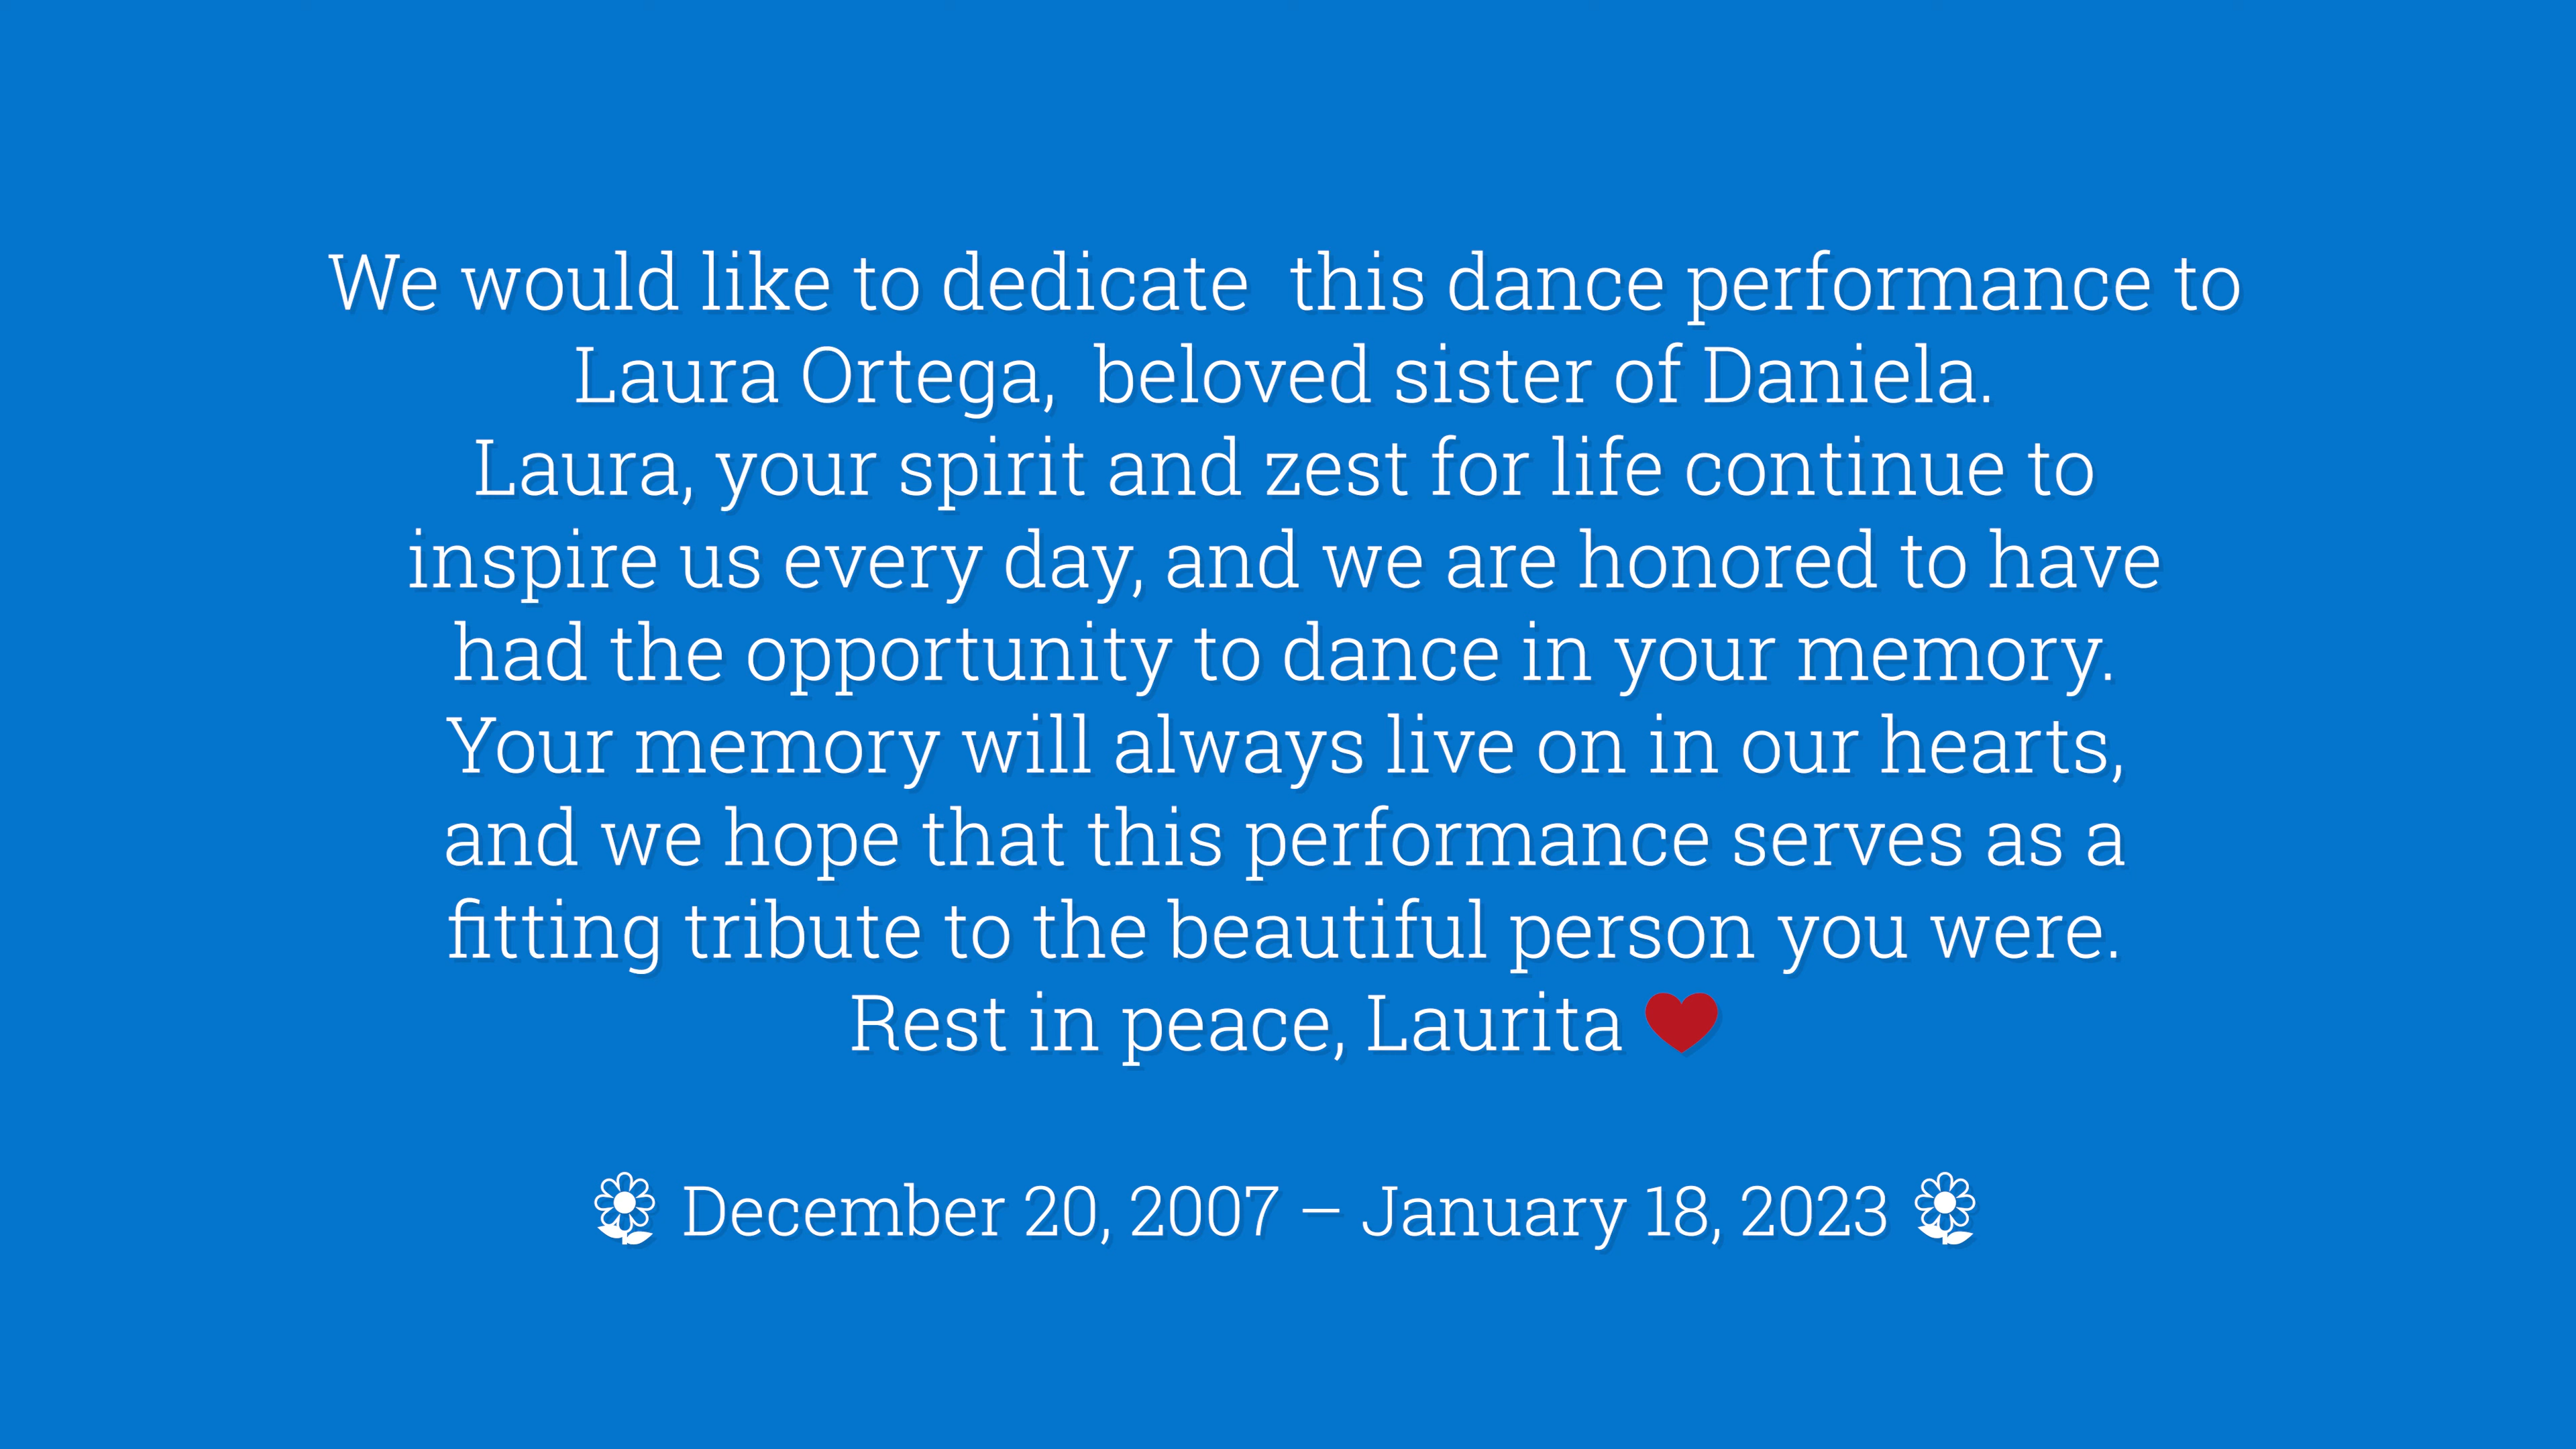 We would like to dedicate  this dance performance to
Laura Ortega,  beloved sister of Daniela.
Laura, your spirit and zest for life continue to
inspire us every day, and we are honored to have
had the opportunity to dance in your memory.
Your memory will always live on in our hearts,
and we hope that this performance serves as a
fitting tribute to the beautiful person you were.
Rest in peace, Laurita
December 20, 2007 – January 18, 2023